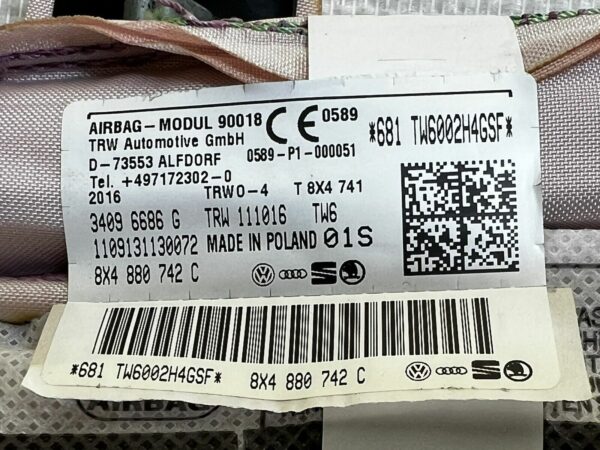 AIRBAG-MODUL 90018 CE 0589
TRW Automotive GmbH
D-73553 ALFDORF 0589-P1-000051
Tel. +497172302-0
2016 TRW0-4 T 8X4 741
3409 6686 G TRW 111016 TW6
1109131130072 MADE IN POLAND 01S
8X4 880 742 C
*681 TW6002H4GSF*
*681 TW6002H4GSF* 8X4 880 742 C
AIRBAG